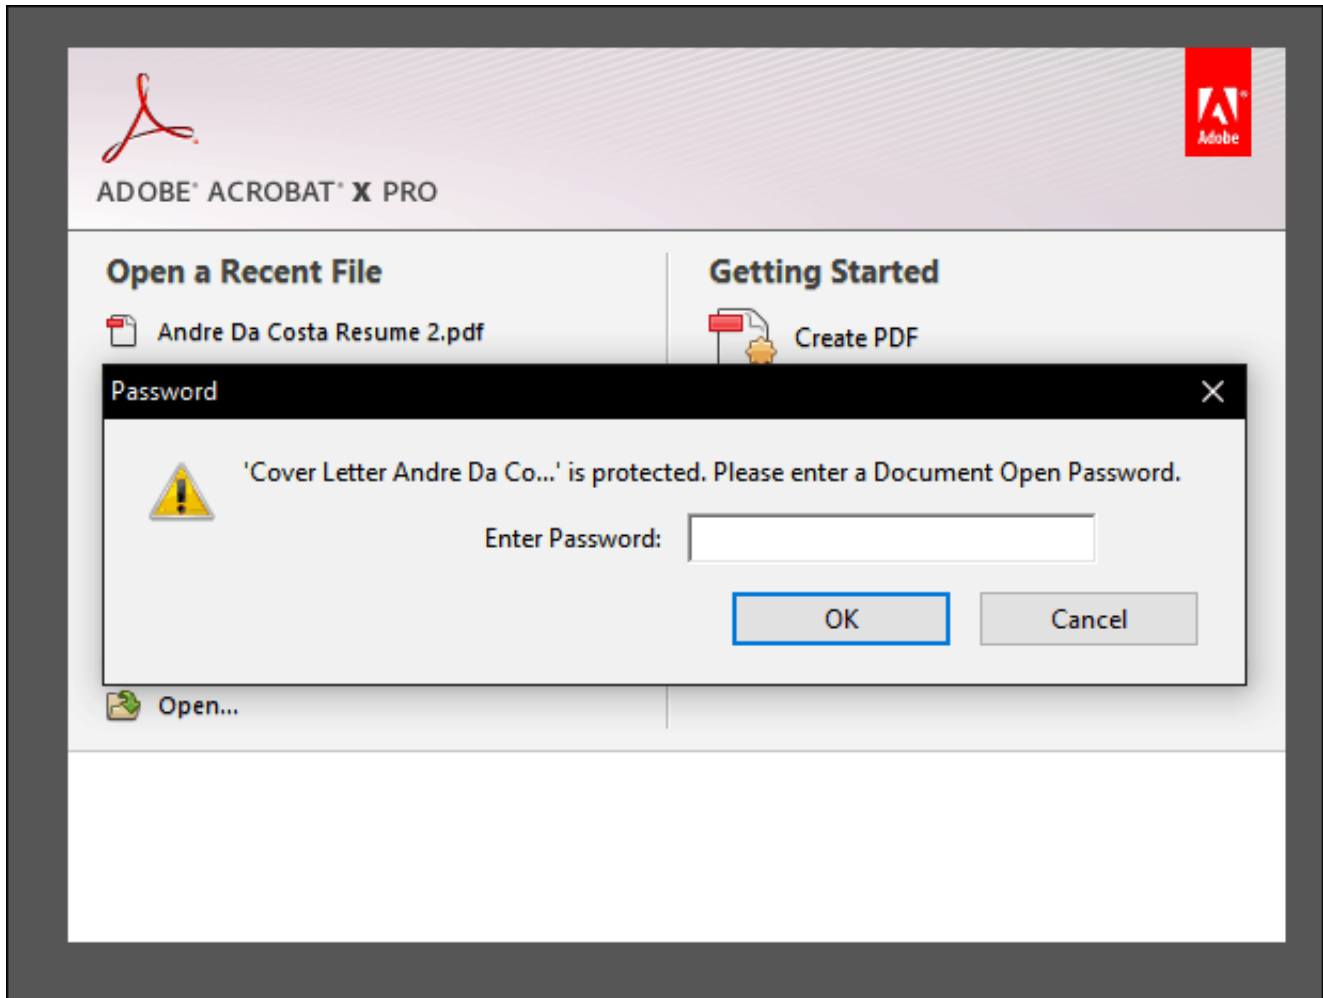 Adobe
ADOBE® ACROBAT® X PRO
Open a Recent File
Andre Da Costa Resume 2.pdf
Getting Started
Create PDF
Password
'Cover Letter Andre Da Co...' is protected. Please enter a Document Open Password.
Enter Password:
OK
Cancel
Open...